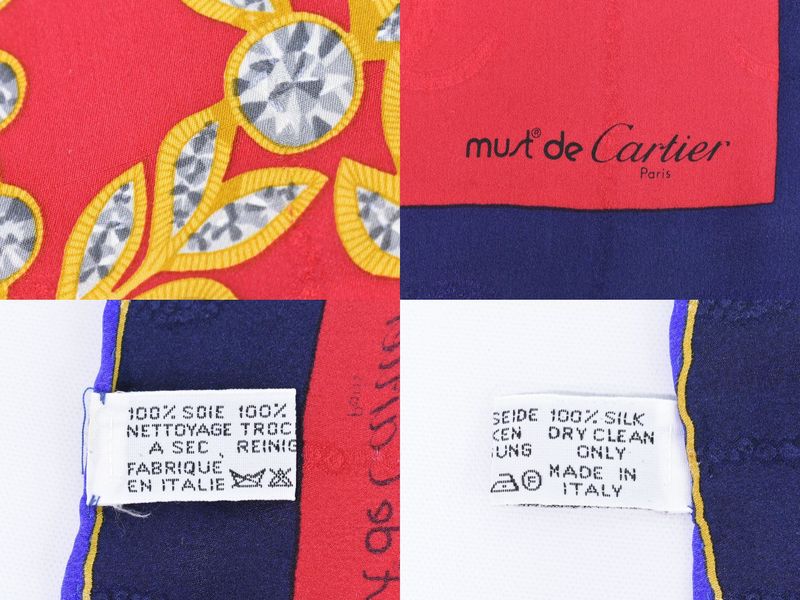 must® de Cartier
Paris
100% SOIE 100%
NETTOYAGE TROC
A SEC, REINIG
FABRIQUE
EN ITALIE
SEIDE 100% SILK
KEN DRY CLEAN
UNG ONLY
MADE IN
ITALY
F